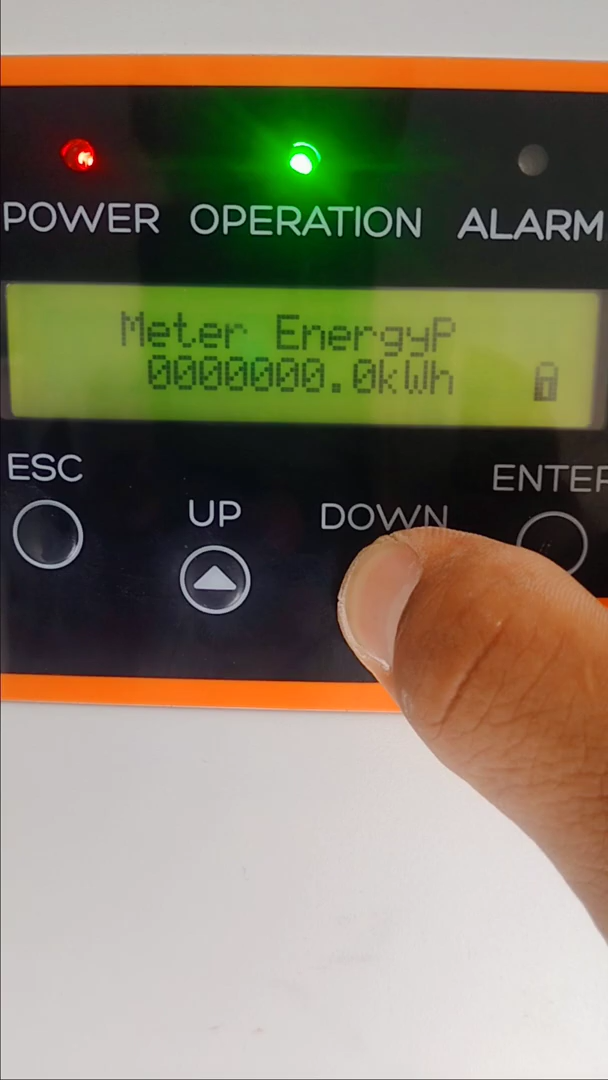 POWER OPERATION ALARM
Meter EnergyP
0000000.0kWh
ESC UP DOWN ENTER